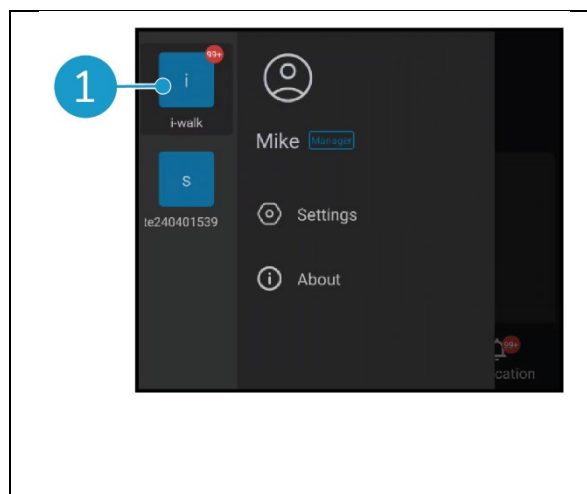 1
i
99+
i-walk
s
te240401539
Mike Manager
Settings
About
99+
cation